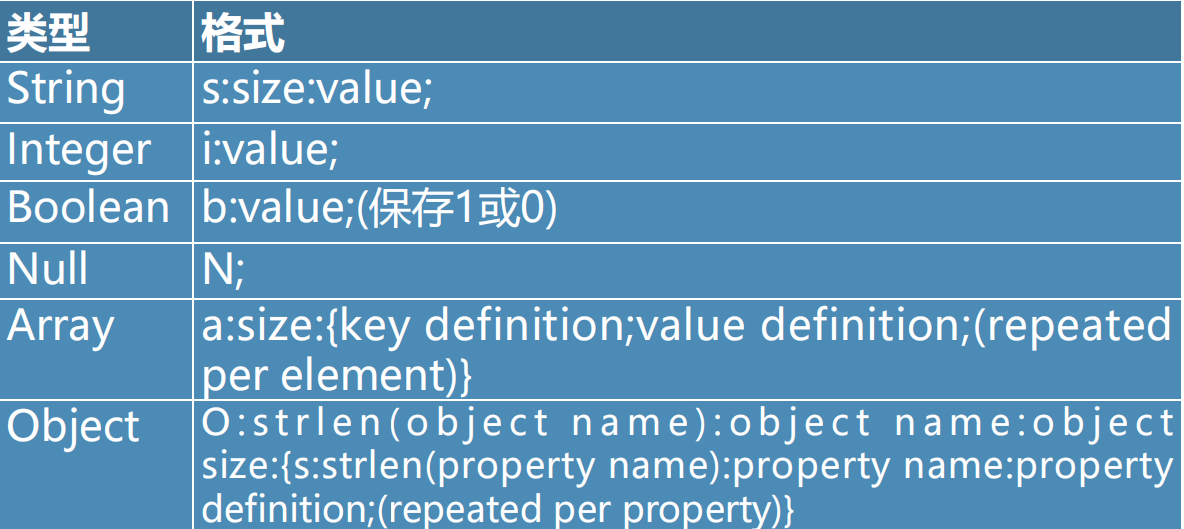 类型 格式
String s:size:value;
Integer i:value;
Boolean b:value;(保存1或0)
Null N;
Array a:size:{key definition;value definition;(repeated
per element)}
Object O:strlen(object name):object name:object
size:{s:strlen(property name):property name:property
definition;(repeated per property)}